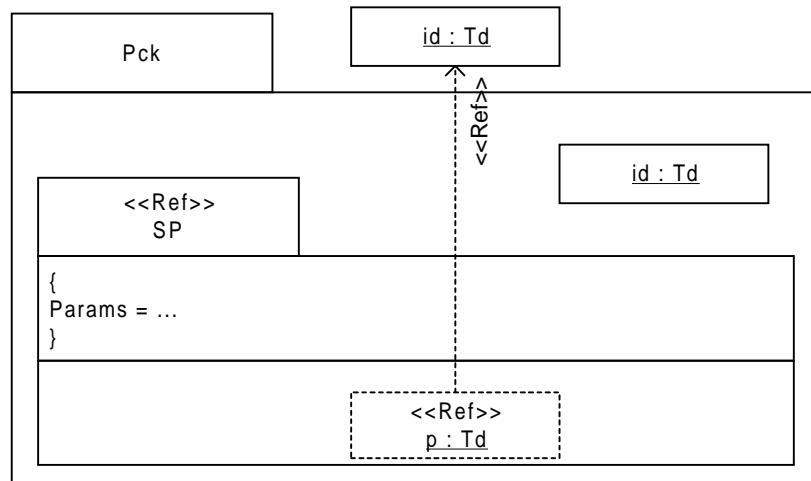 Pck
id : Td
<<Ref>>
id : Td
<<Ref>>
SP
{
Params = ...
}
<<Ref>>
p : Td